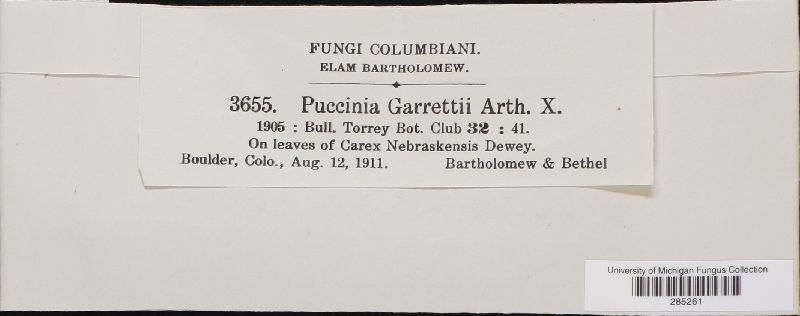 FUNGI COLUMBIANI.
ELAM BARTHOLOMEW.
3655. Puccinia Garrettii Arth. X.
1905 : Bull. Torrey Bot. Club 32 : 41.
On leaves of Carex Nebraskensis Dewey.
Boulder, Colo., Aug. 12, 1911. Bartholomew & Bethel
University of Michigan Fungus Collection
285261